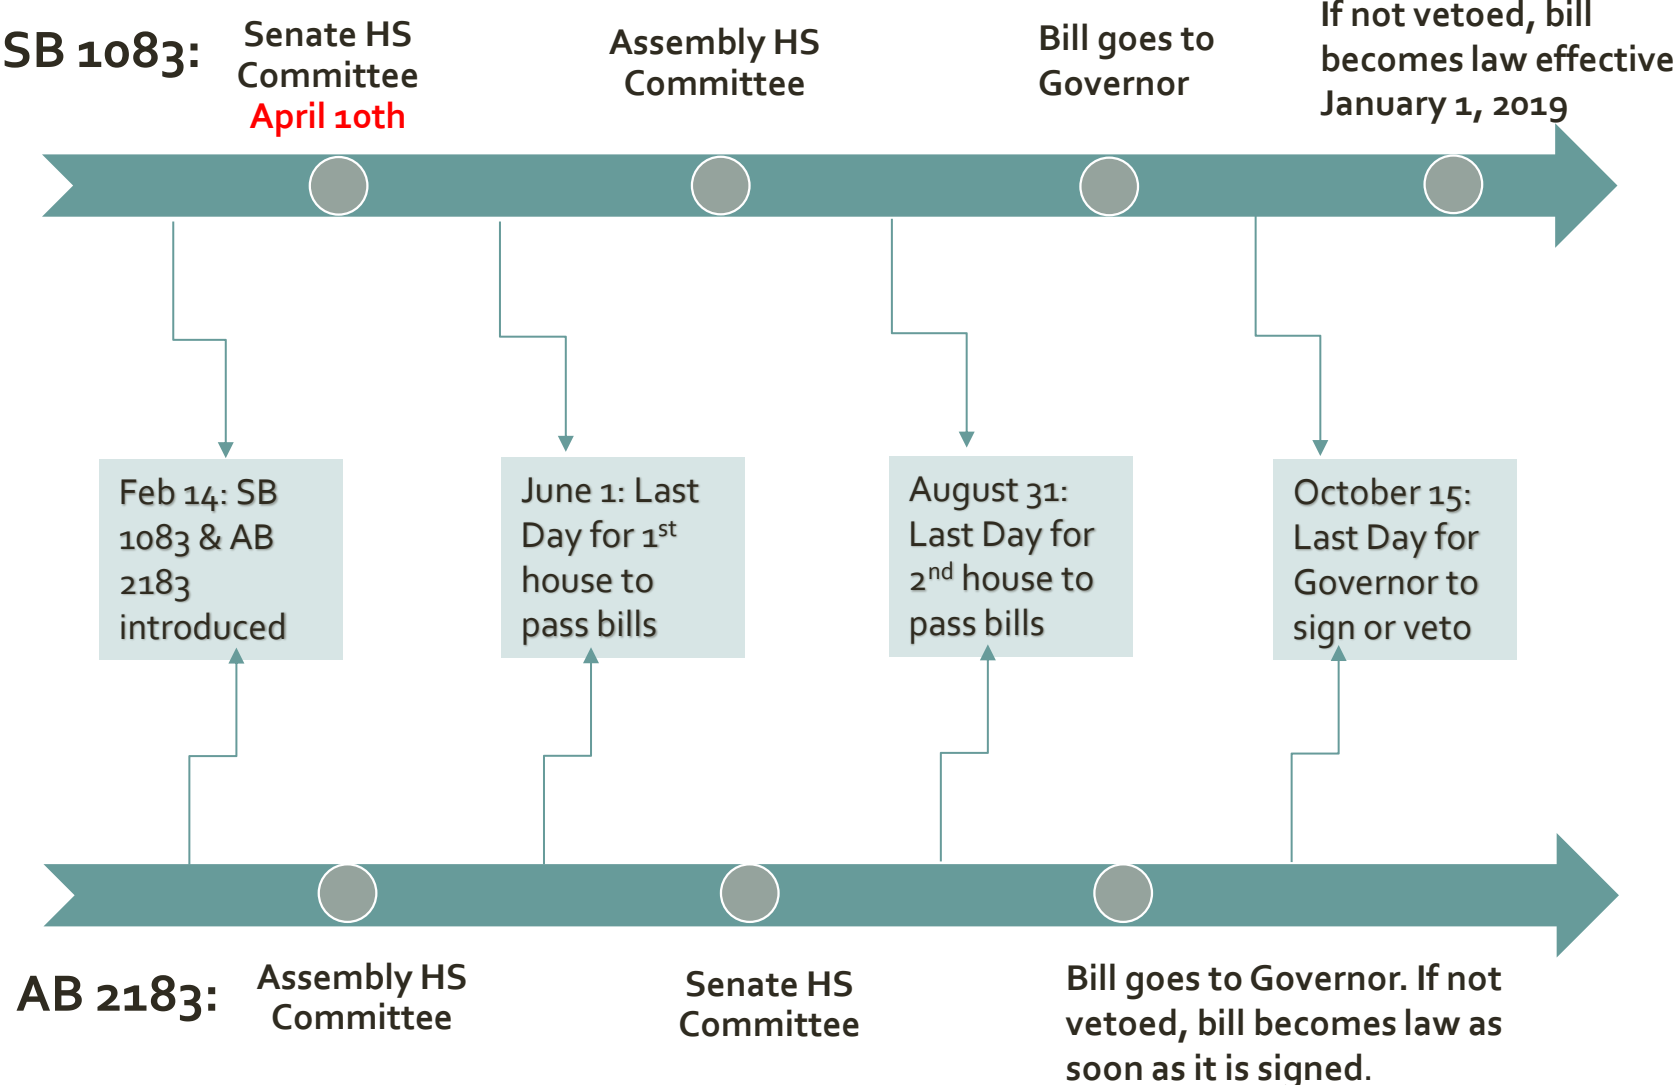 SB 1083:
Senate HS
Committee
April 10th
Assembly HS
Committee
Bill goes to
Governor
If not vetoed, bill
becomes law effective
January 1, 2019
Feb 14: SB
1083 & AB
2183
introduced
June 1: Last
Day for 1st
house to
pass bills
August 31:
Last Day for
2nd house to
pass bills
October 15:
Last Day for
Governor to
sign or veto
AB 2183:
Assembly HS
Committee
Senate HS
Committee
Bill goes to Governor. If not
vetoed, bill becomes law as
soon as it is signed.